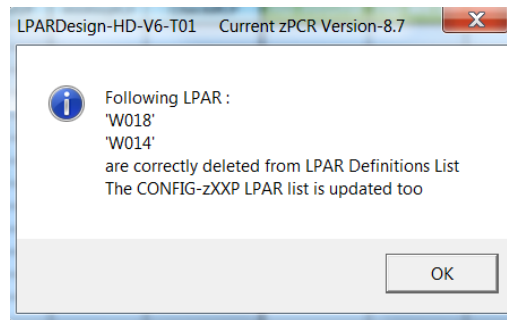 LPARDesign-HD-V6-T01 Current zPCR Version-8.7
Following LPAR :
'W018'
'W014'
are correctly deleted from LPAR Definitions List
The CONFIG-zXXP LPAR list is updated too
OK